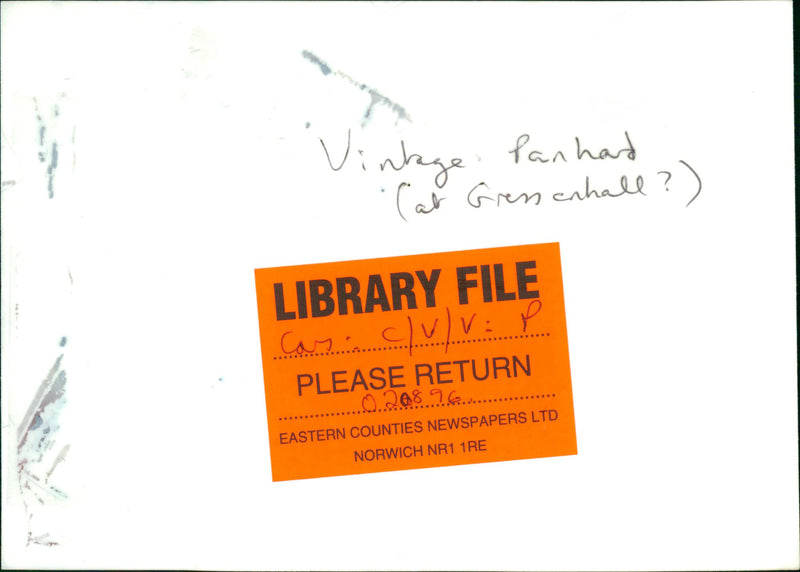 Vintage Panhard
(at Gressenhall?)
LIBRARY FILE
Cars: C/V/V: P
PLEASE RETURN
020896
EASTERN COUNTIES NEWSPAPERS LTD
NORWICH NR1 1RE